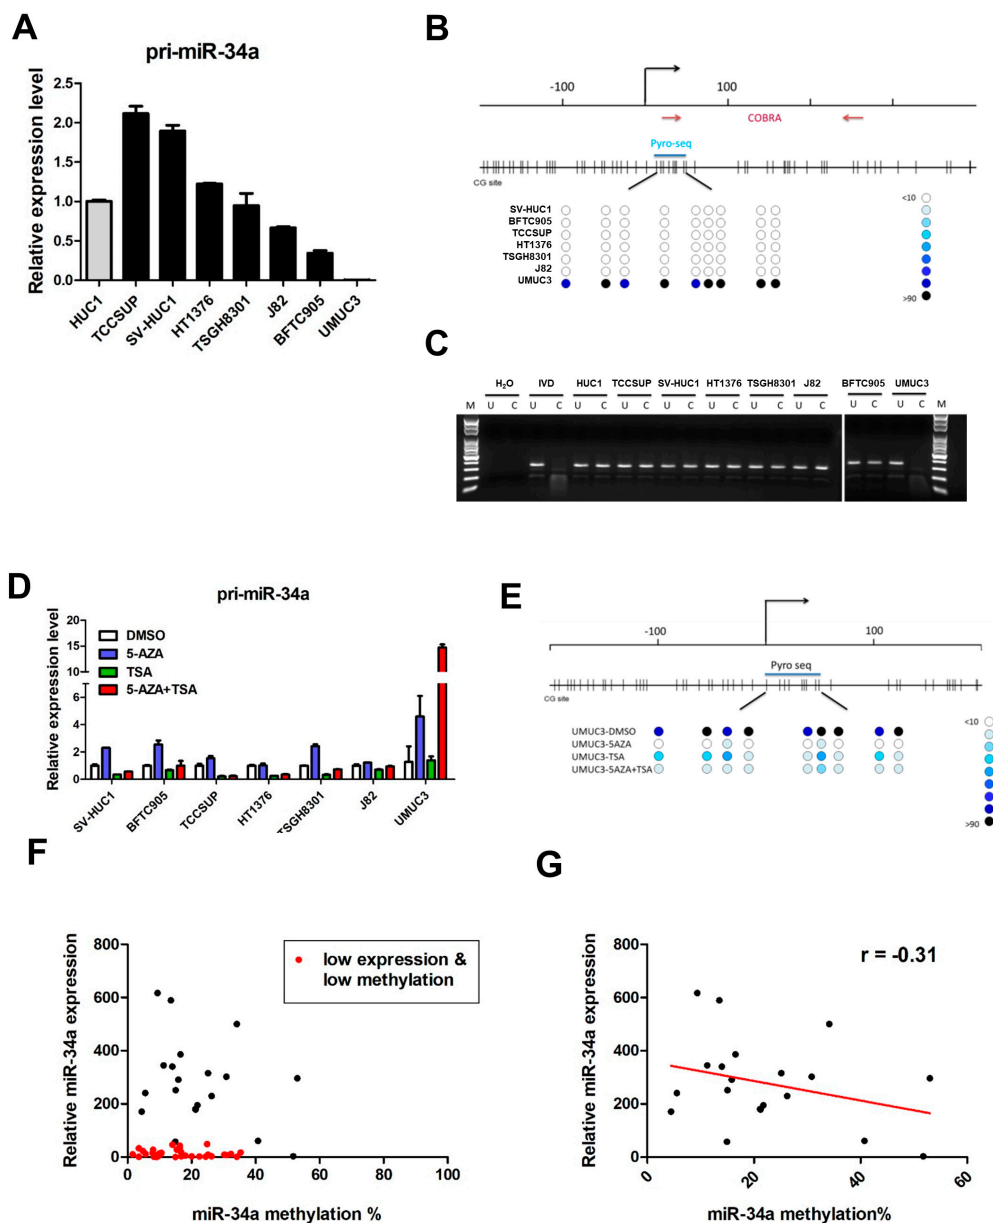 A
pri-miR-34a
Relative expression level
2.5
2.0
1.5
1.0
0.5
0.0
HUC1
TCCSUP
SV-HUC1
HT1376
TSGH8301
J82
BFTC905
UMUC3
B
-100
100
COBRA
Pyro-seq
CG site
SV-HUC1
BFTC905
TCCSUP
HT1376
TSGH8301
J82
UMUC3
<10
>90
C
H2O IVD HUC1 TCCSUP SV-HUC1 HT1376 TSGH8301 J82 BFTC905 UMUC3
M U C U C U C U C U C U C U C U C U C U C M
D
pri-miR-34a
Relative expression level
20
15
10
6
4
2
0
DMSO
5-AZA
TSA
5-AZA+TSA
SV-HUC1
BFTC905
TCCSUP
HT1376
TSGH8301
J82
UMUC3
E
-100
100
Pyro seq
CG site
UMUC3-DMSO
UMUC3-5AZA
UMUC3-TSA
UMUC3-5AZA+TSA
<10
>90
F
Relative miR-34a expression
800
600
400
200
0
0 20 40 60 80 100
miR-34a methylation %
low expression &
low methylation
G
r = -0.31
Relative miR-34a expression
800
600
400
200
0
0 20 40 60
miR-34a methylation%